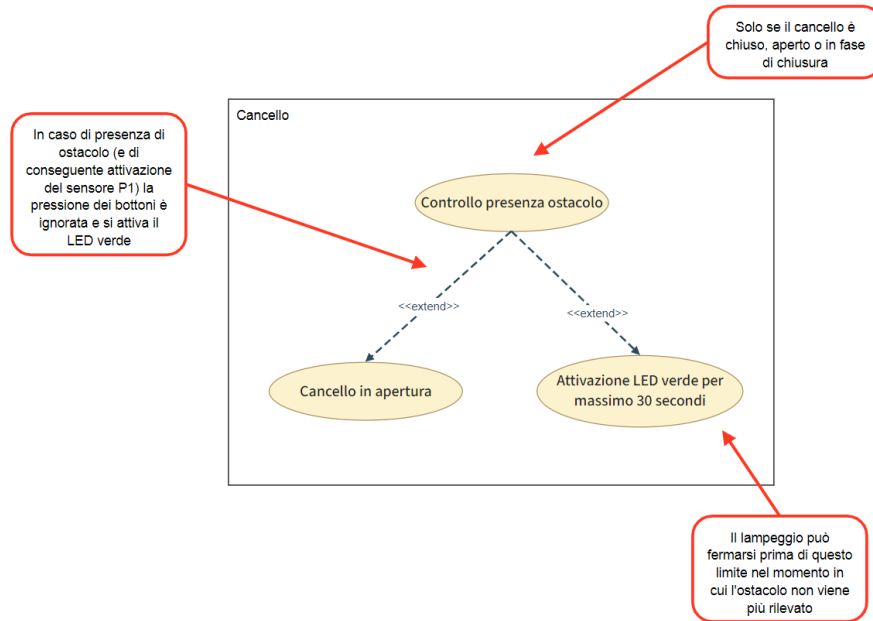 Solo se il cancello è
chiuso, aperto o in fase
di chiusura
Cancello
In caso di presenza di
ostacolo (e di
conseguente attivazione
del sensore P1) la
pressione dei bottoni è
ignorata e si attiva il
LED verde
Controllo presenza ostacolo
<<extend>>
<<extend>>
Cancello in apertura
Attivazione LED verde per
massimo 30 secondi
Il lampeggio può
fermarsi prima di questo
limite nel momento in
cui l'ostacolo non viene
più rilevato